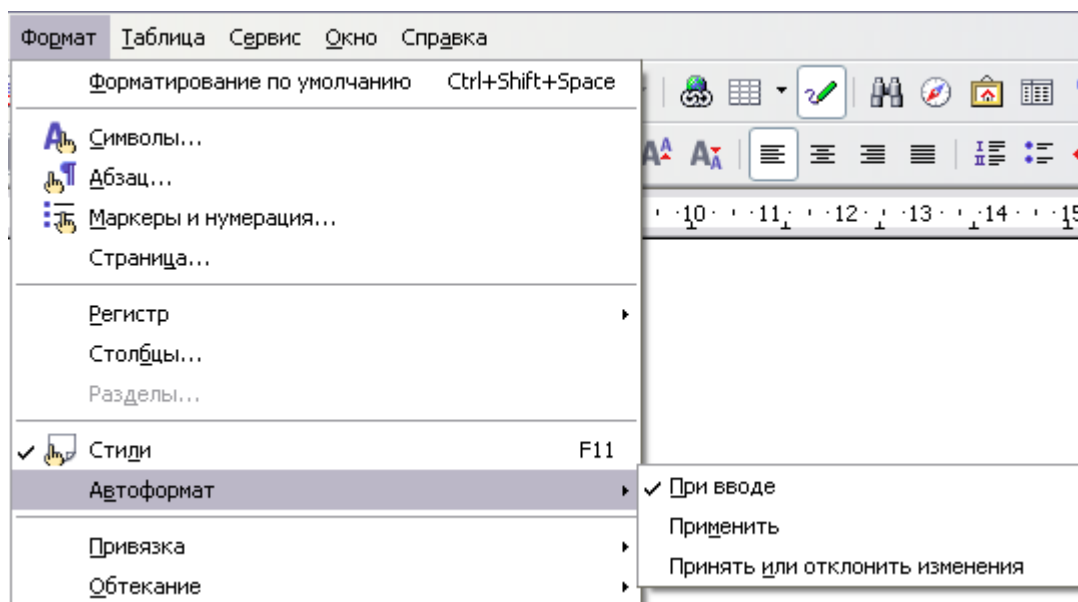 Формат Таблица Сервис Окно Справка
Форматирование по умолчанию Ctrl+Shift+Space
Символы...
Абзац...
Маркеры и нумерация...
Страница...
· 10 · · 11 · · 12 · · 13 · · 14 · · 15
Регистр
Столбцы...
Разделы...
Стили F11
Автоформат
При вводе
Применить
Принять или отклонить изменения
Привязка
Обтекание